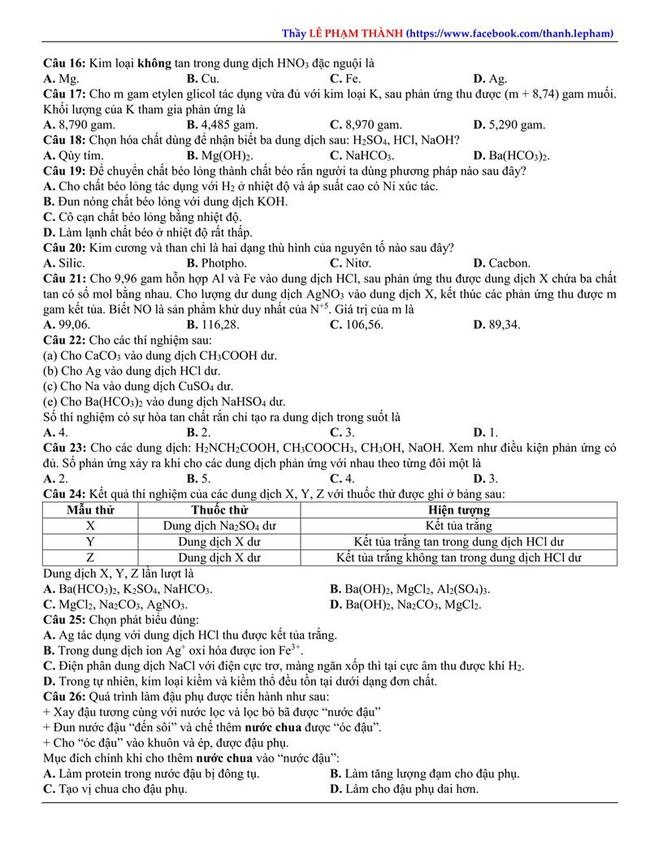 Thầy LÊ PHẠM THÀNH (https://www.facebook.com/thanh.lepham)
Câu 16: Kim loại không tan trong dung dịch HNO₃ đặc nguội là
A. Mg. B. Cu. C. Fe. D. Ag.
Câu 17: Cho m gam etylen glicol tác dụng vừa đủ với kim loại K, sau phản ứng thu được (m + 8,74) gam muối.
Khối lượng của K tham gia phản ứng là
A. 8,790 gam. B. 4,485 gam. C. 8,970 gam. D. 5,290 gam.
Câu 18: Chọn hóa chất dùng để nhận biết ba dung dịch sau: H₂SO₄, HCl, NaOH?
A. Qùy tím. B. Mg(OH)₂. C. NaHCO₃. D. Ba(HCO₃)₂.
Câu 19: Để chuyển chất béo lỏng thành chất béo rắn người ta dùng phương pháp nào sau đây?
A. Cho chất béo lỏng tác dụng với H₂ ở nhiệt độ và áp suất cao có Ni xúc tác.
B. Đun nóng chất béo lỏng với dung dịch KOH.
C. Cô cạn chất béo lỏng bằng nhiệt độ.
D. Làm lạnh chất béo ở nhiệt độ rất thấp.
Câu 20: Kim cương và than chì là hai dạng thù hình của nguyên tố nào sau đây?
A. Silic. B. Photpho. C. Nitơ. D. Cacbon.
Câu 21: Cho 9,96 gam hỗn hợp Al và Fe vào dung dịch HCl, sau phản ứng thu được dung dịch X chứa ba chất
tan có số mol bằng nhau. Cho lượng dư dung dịch AgNO₃ vào dung dịch X, kết thúc các phản ứng thu được m
gam kết tủa. Biết NO là sản phẩm khử duy nhất của N⁺⁵. Giá trị của m là
A. 99,06. B. 116,28. C. 106,56. D. 89,34.
Câu 22: Cho các thí nghiệm sau:
(a) Cho CaCO₃ vào dung dịch CH₃COOH dư.
(b) Cho Ag vào dung dịch HCl dư.
(c) Cho Na vào dung dịch CuSO₄ dư.
(e) Cho Ba(HCO₃)₂ vào dung dịch NaHSO₄ dư.
Số thí nghiệm có sự hòa tan chất rắn chỉ tạo ra dung dịch trong suốt là
A. 4. B. 2. C. 3. D. 1.
Câu 23: Cho các dung dịch: H₂NCH₂COOH, CH₃COOCH₃, CH₃OH, NaOH. Xem như điều kiện phản ứng có
đủ. Số phản ứng xảy ra khi cho các dung dịch phản ứng với nhau theo từng đôi một là
A. 2. B. 5. C. 4. D. 3.
Câu 24: Kết quả thí nghiệm của các dung dịch X, Y, Z với thuốc thử được ghi ở bảng sau:
Mẫu thử Thuốc thử Hiện tượng
X Dung dịch Na₂SO₄ dư Kết tủa trắng
Y Dung dịch X dư Kết tủa trắng tan trong dung dịch HCl dư
Z Dung dịch X dư Kết tủa trắng không tan trong dung dịch HCl dư
Dung dịch X, Y, Z lần lượt là
A. Ba(HCO₃)₂, K₂SO₄, NaHCO₃. B. Ba(OH)₂, MgCl₂, Al₂(SO₄)₃.
C. MgCl₂, Na₂CO₃, AgNO₃. D. Ba(OH)₂, Na₂CO₃, MgCl₂.
Câu 25: Chọn phát biểu đúng:
A. Ag tác dụng với dung dịch HCl thu được kết tủa trắng.
B. Trong dung dịch ion Ag⁺ oxi hóa được ion Fe³⁺.
C. Điện phân dung dịch NaCl với điện cực trơ, màng ngăn xốp thì tại cực âm thu được khí H₂.
D. Trong tự nhiên, kim loại kiềm và kiềm thổ đều tồn tại dưới dạng đơn chất.
Câu 26: Quá trình làm đậu phụ được tiến hành như sau:
+ Xay đậu tương cùng với nước lọc và lọc bỏ bã được “nước đậu”
+ Đun nước đậu “đến sôi” và chế thêm nước chua được “óc đậu”.
+ Cho “óc đậu” vào khuôn và ép, được đậu phụ.
Mục đích chính khi cho thêm nước chua vào “nước đậu”:
A. Làm protein trong nước đậu bị đông tụ. B. Làm tăng lượng đạm cho đậu phụ.
C. Tạo vị chua cho đậu phụ. D. Làm cho đậu phụ dai hơn.